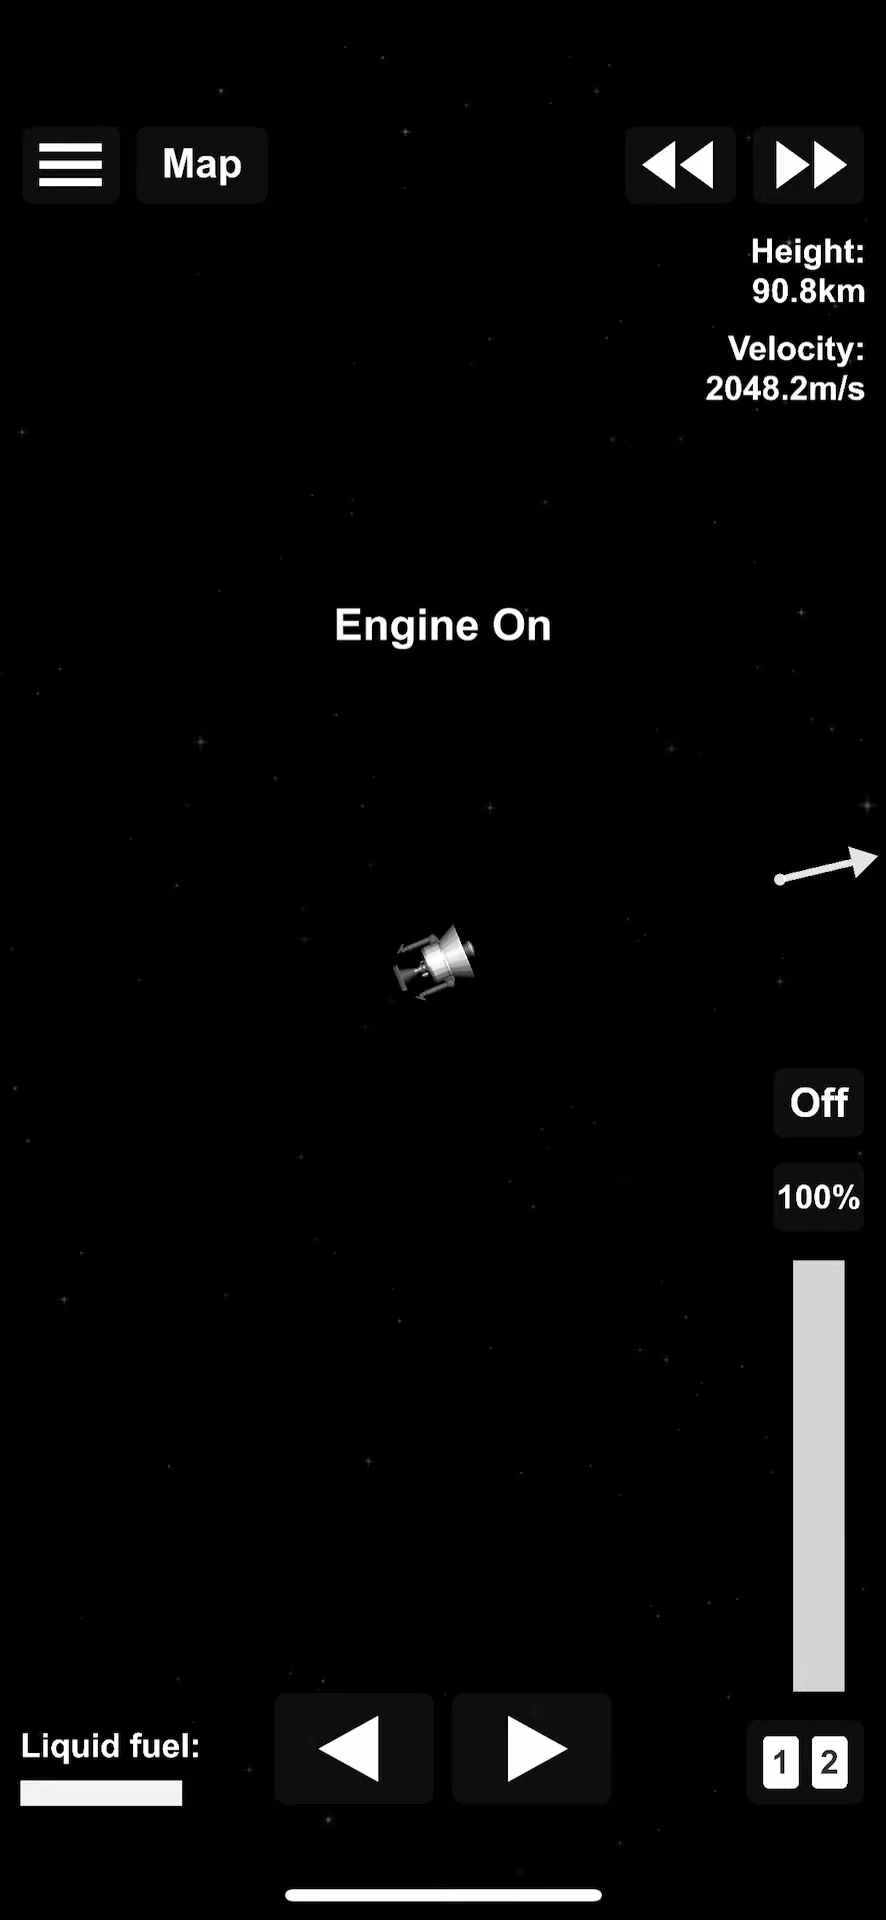 Map
Height:
90.8km
Velocity:
2048.2m/s
Engine On
Off
100%
Liquid fuel:
1 2